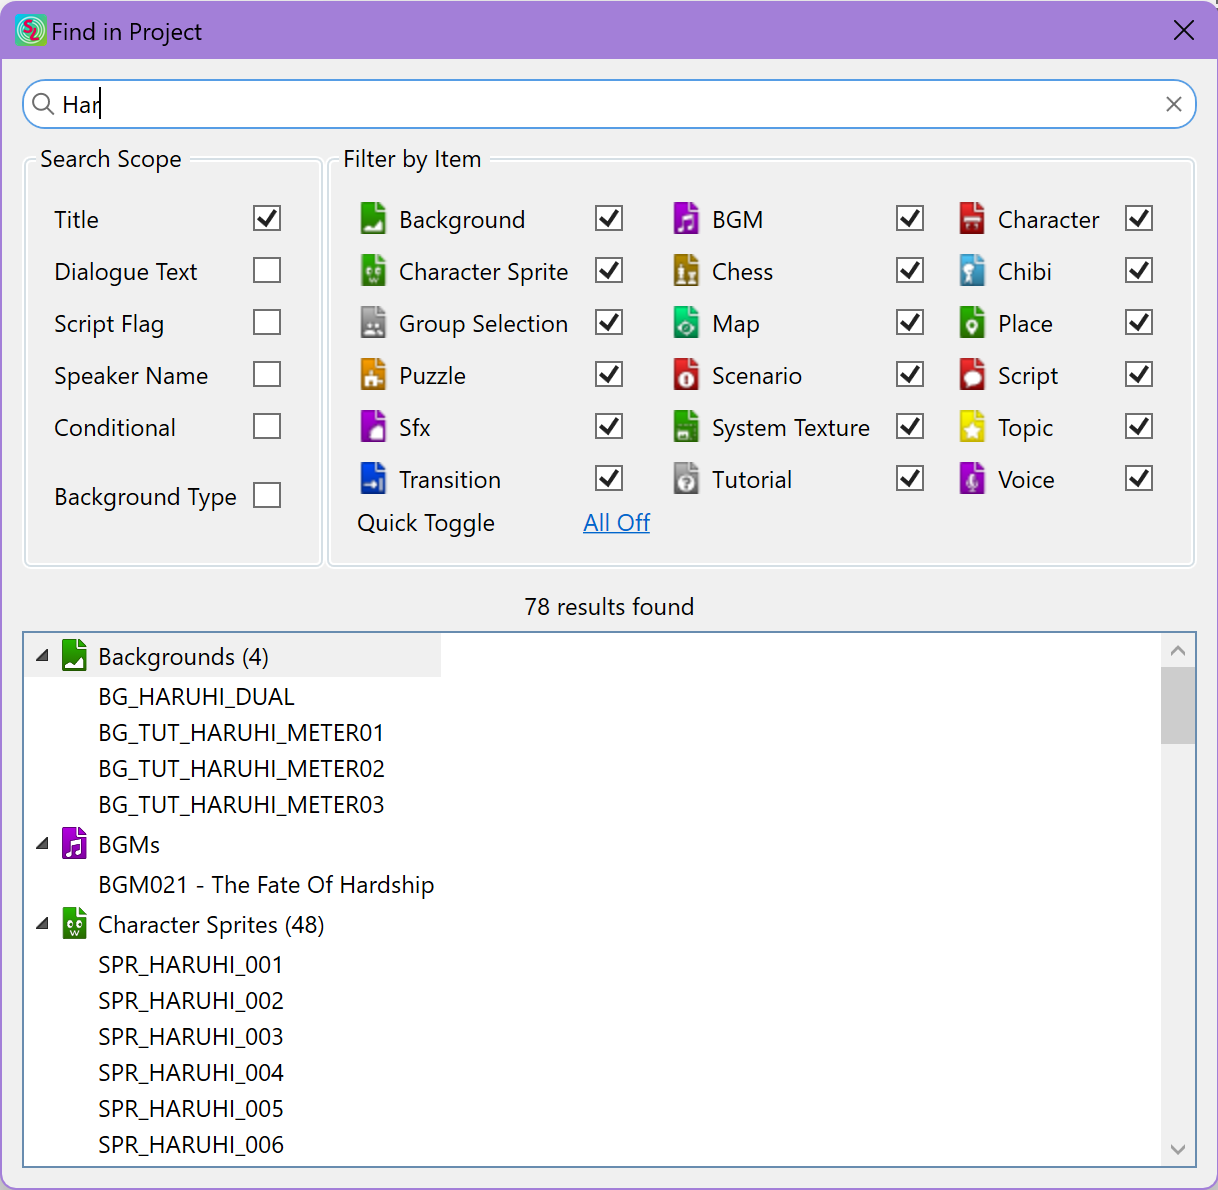 Find in Project
Har
Search Scope
Title
Dialogue Text
Script Flag
Speaker Name
Conditional
Background Type
Filter by Item
Background BGM Character
Character Sprite Chess Chibi
Group Selection Map Place
Puzzle Scenario Script
Sfx System Texture Topic
Transition Tutorial Voice
Quick Toggle All Off
78 results found
Backgrounds (4)
BG_HARUHI_DUAL
BG_TUT_HARUHI_METER01
BG_TUT_HARUHI_METER02
BG_TUT_HARUHI_METER03
BGMs
BGM021 - The Fate Of Hardship
Character Sprites (48)
SPR_HARUHI_001
SPR_HARUHI_002
SPR_HARUHI_003
SPR_HARUHI_004
SPR_HARUHI_005
SPR_HARUHI_006